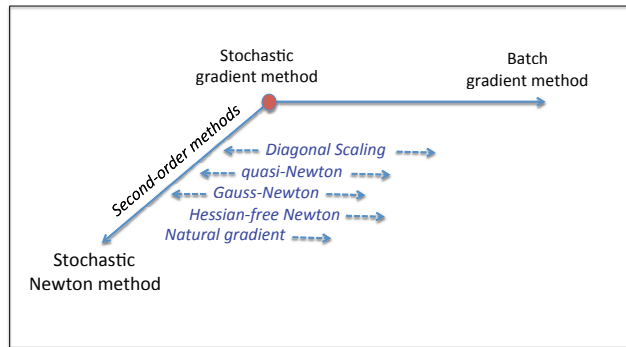 Stochastic
gradient method
Batch
gradient method
Second-order methods
Diagonal Scaling
quasi-Newton
Gauss-Newton
Hessian-free Newton
Natural gradient
Stochastic
Newton method